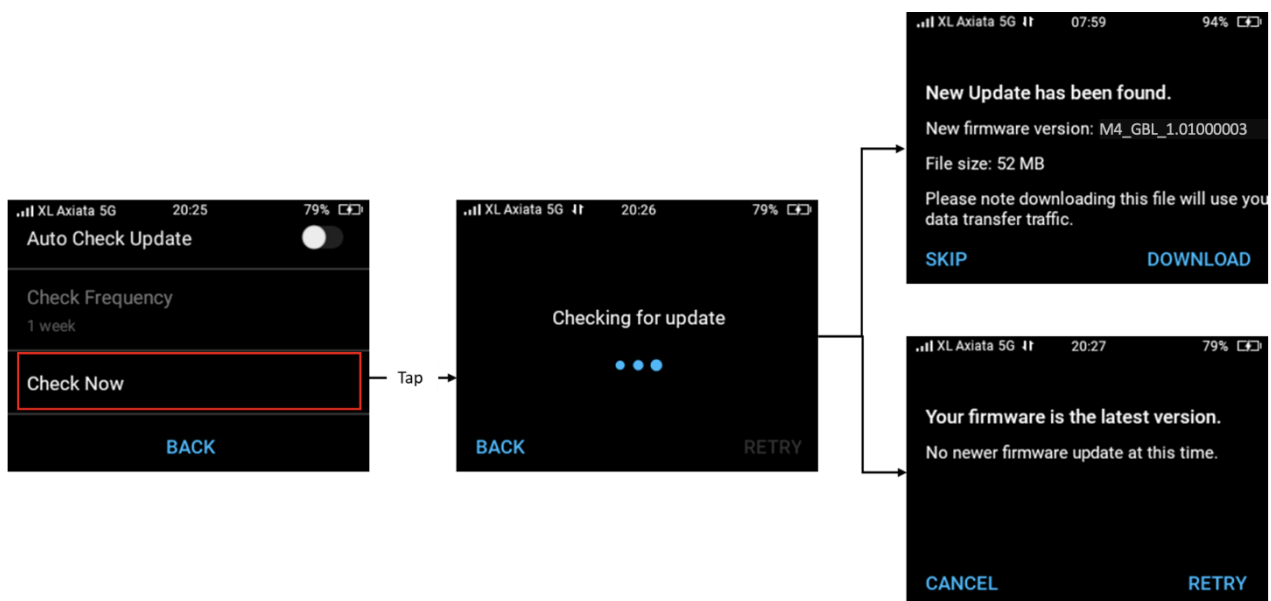 XL Axiata 5G 20:25 79%
Auto Check Update
Check Frequency
1 week
Check Now
BACK
Tap
XL Axiata 5G 20:26 79%
Checking for update
BACK RETRY
XL Axiata 5G 07:59 94%
New Update has been found.
New firmware version: M4_GBL_1.01000003
File size: 52 MB
Please note downloading this file will use you
data transfer traffic.
SKIP DOWNLOAD
XL Axiata 5G 20:27 79%
Your firmware is the latest version.
No newer firmware update at this time.
CANCEL RETRY